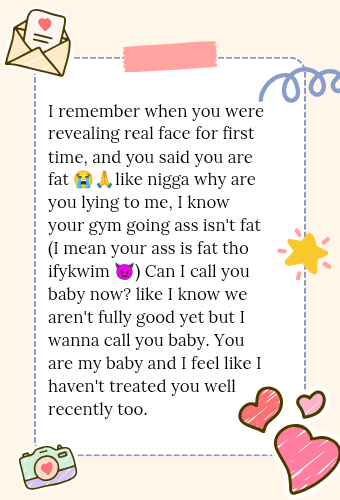 I remember when you were
revealing real face for first
time, and you said you are
fat 😭🙏like nigga why are
you lying to me, I know
your gym going ass isn't fat
(I mean your ass is fat tho
ifykwim 😈) Can I call you
baby now? like I know we
aren't fully good yet but I
wanna call you baby. You
are my baby and I feel like I
haven't treated you well
recently too.